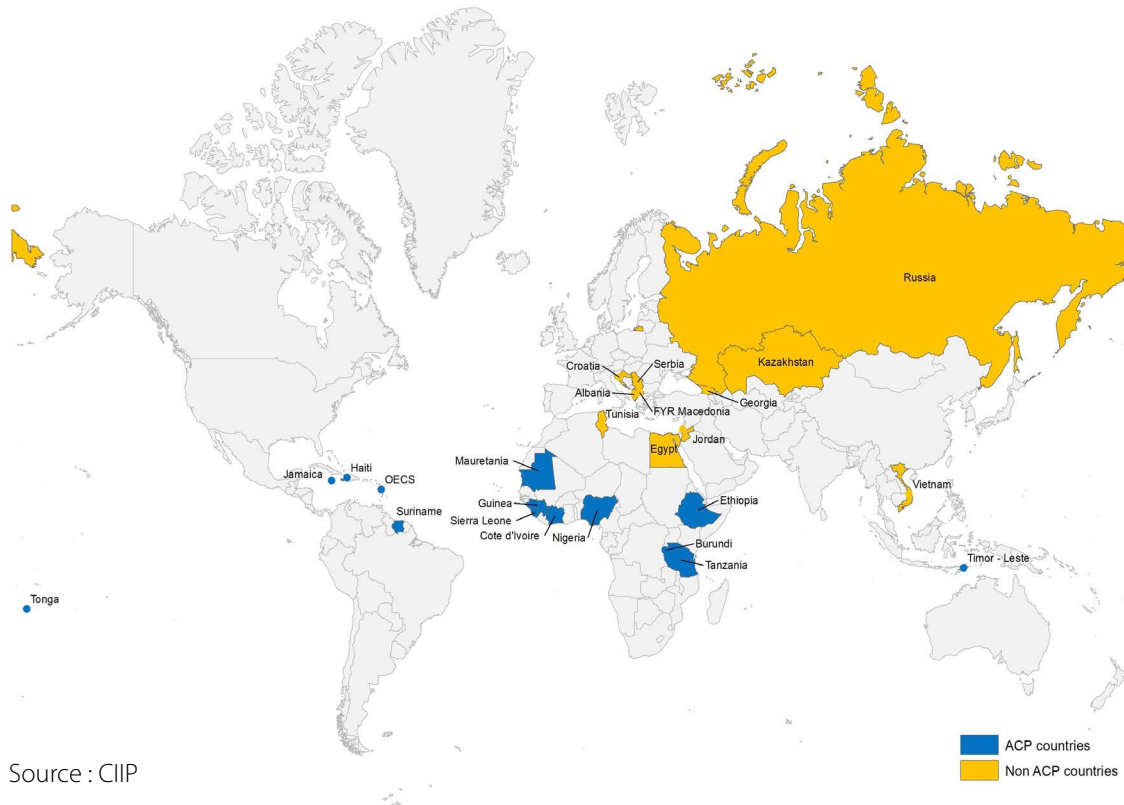 Russia
Kazakhstan
Croatia
Serbia
Albania
Georgia
FYR Macedonia
Tunisia
Jordan
Egypt
Mauretania
Haiti
Jamaica
OECS
Vietnam
Guinea
Ethiopia
Suriname
Sierra Leone
Cote d'Ivoire
Nigeria
Burundi
Tanzania
Timor - Leste
Tonga
ACP countries
Non ACP countries
Source : CIIP